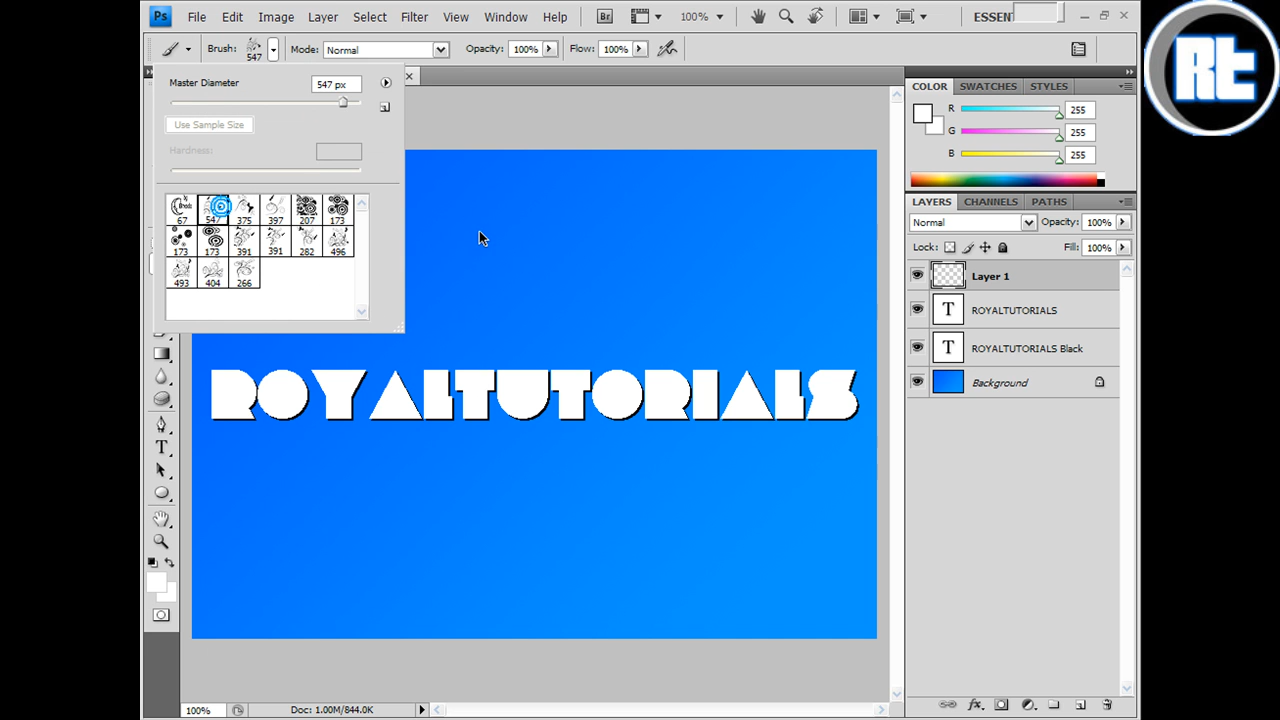 Ps File Edit Image Layer Select Filter View Window Help Br 100%
Brush: 547 Mode: Normal Opacity: 100% Flow: 100%
Master Diameter 547 px
Use Sample Size
Hardness:
67 547 375 397 207 173
173 173 391 391 282 496
493 404 266
ROYALTUTORIALS
100% Doc: 1.00M/844.0K
COLOR SWATCHES STYLES
R 255
G 255
B 255
LAYERS CHANNELS PATHS
Normal Opacity: 100%
Lock: Fill: 100%
Layer 1
T ROYALTUTORIALS
T ROYALTUTORIALS Black
Background
T
fx
Rt